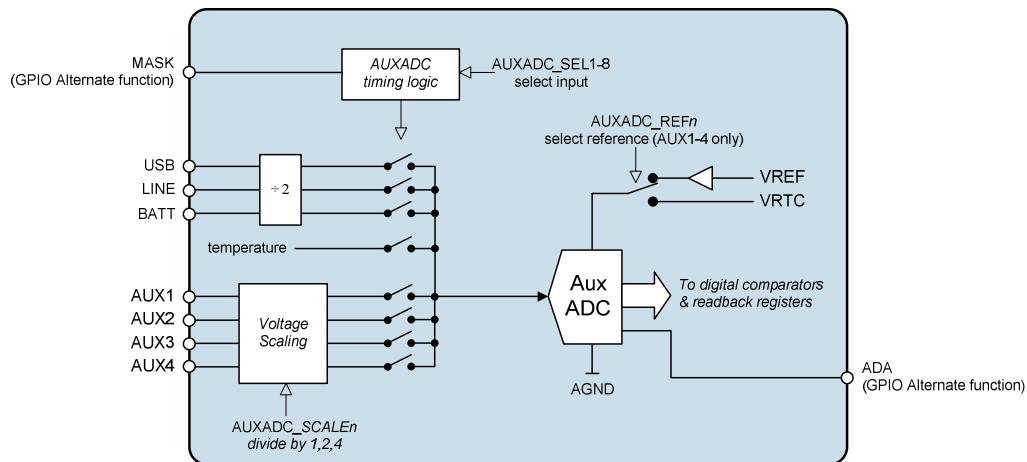 MASK
(GPIO Alternate function)
AUXADC
timing logic
AUXADC_SEL1-8
select input
AUXADC_REFn
select reference (AUX1-4 only)
USB
LINE
BATT
÷2
VREF
VRTC
temperature
AUX1
AUX2
AUX3
AUX4
Voltage
Scaling
Aux
ADC
To digital comparators
& readback registers
AGND
ADA
(GPIO Alternate function)
AUXADC_SCALEn
divide by 1,2,4